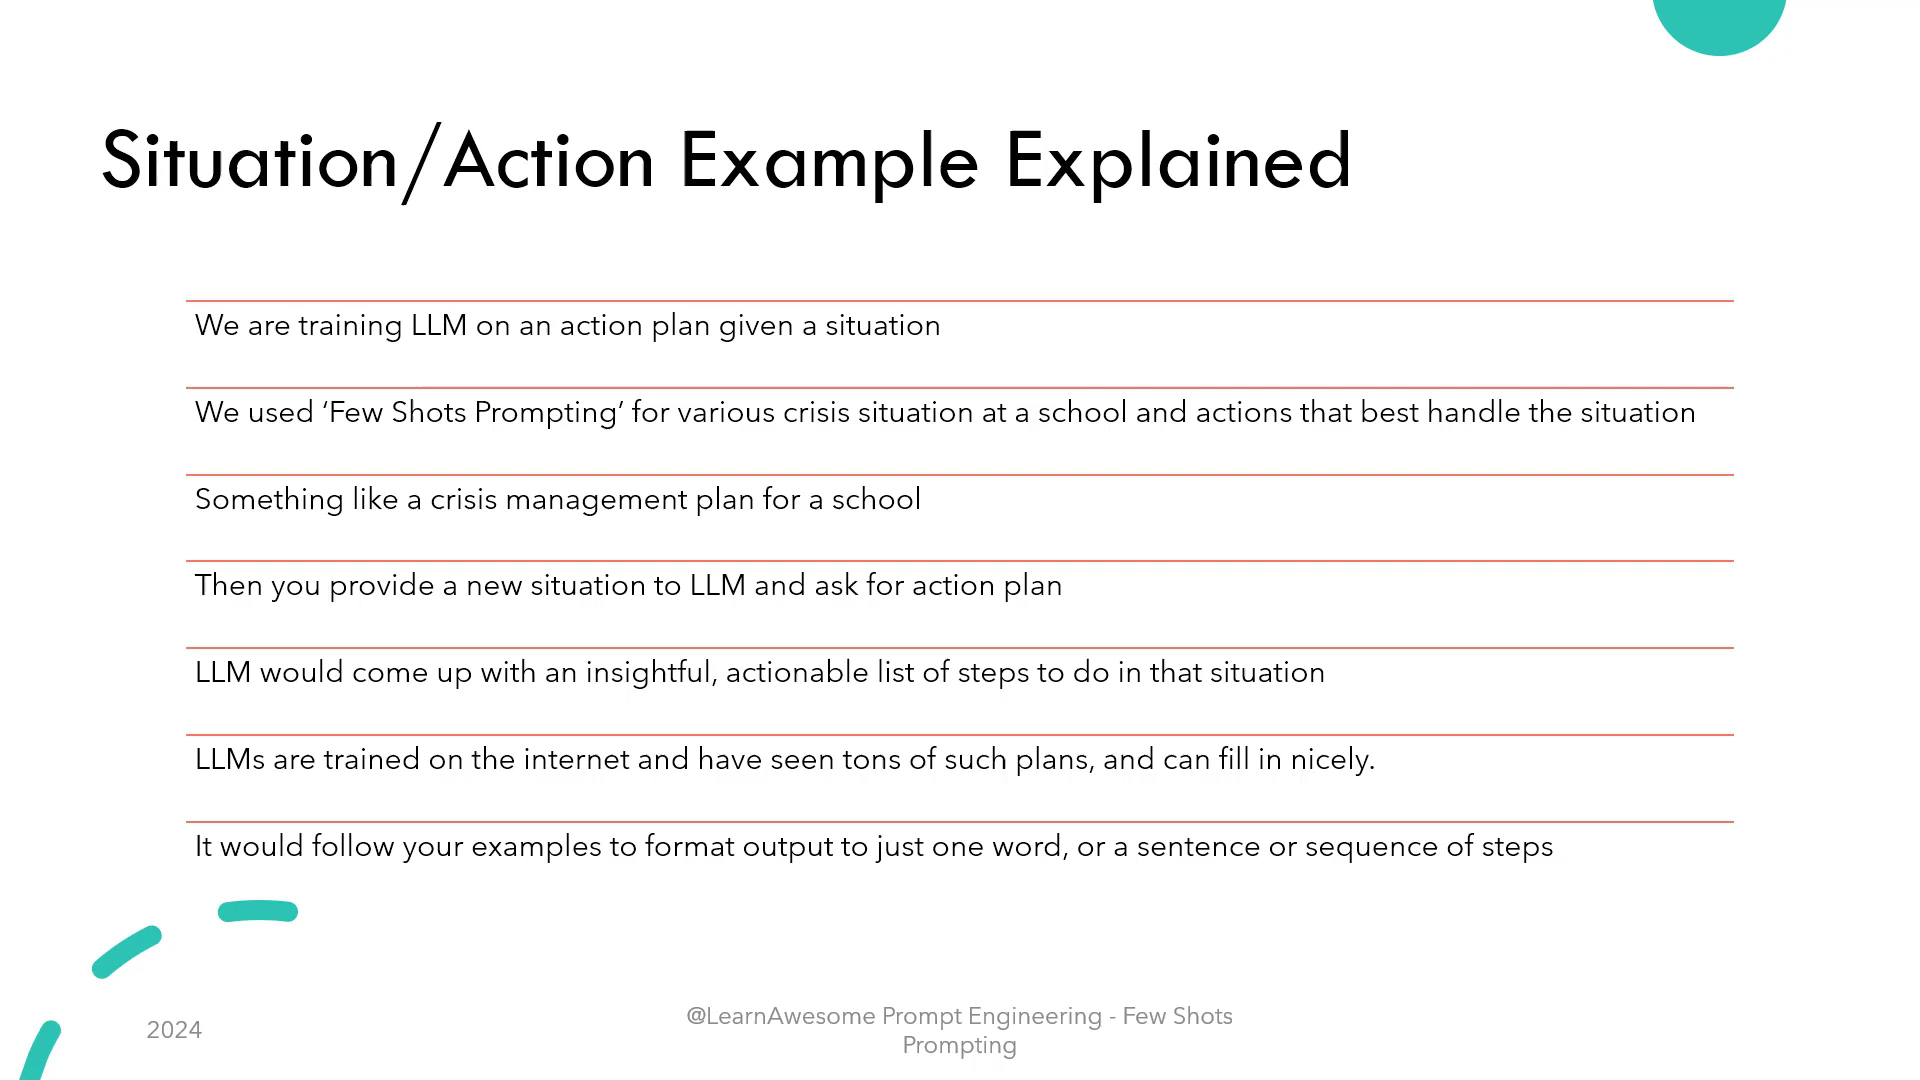 Situation/Action Example Explained
We are training LLM on an action plan given a situation
We used ‘Few Shots Prompting’ for various crisis situation at a school and actions that best handle the situation
Something like a crisis management plan for a school
Then you provide a new situation to LLM and ask for action plan
LLM would come up with an insightful, actionable list of steps to do in that situation
LLMs are trained on the internet and have seen tons of such plans, and can fill in nicely.
It would follow your examples to format output to just one word, or a sentence or sequence of steps
2024
@LearnAwesome Prompt Engineering - Few Shots
Prompting